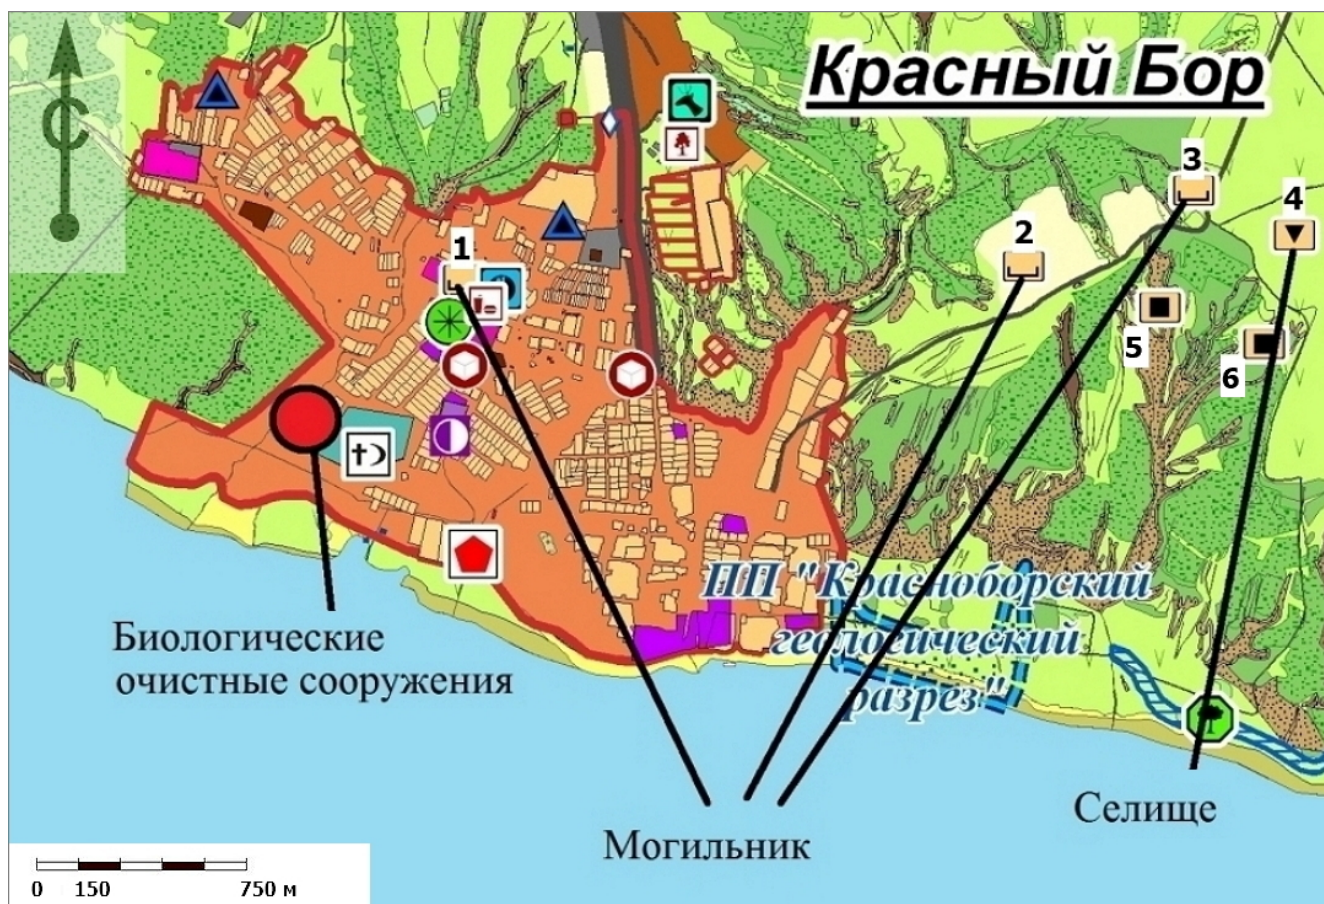 С
Красный Бор
1
2
3
4
5
6
ПП "Красноборский
геологический
разрез"
Биологические
очистные сооружения
Могильник
Селище
0 150 750 м